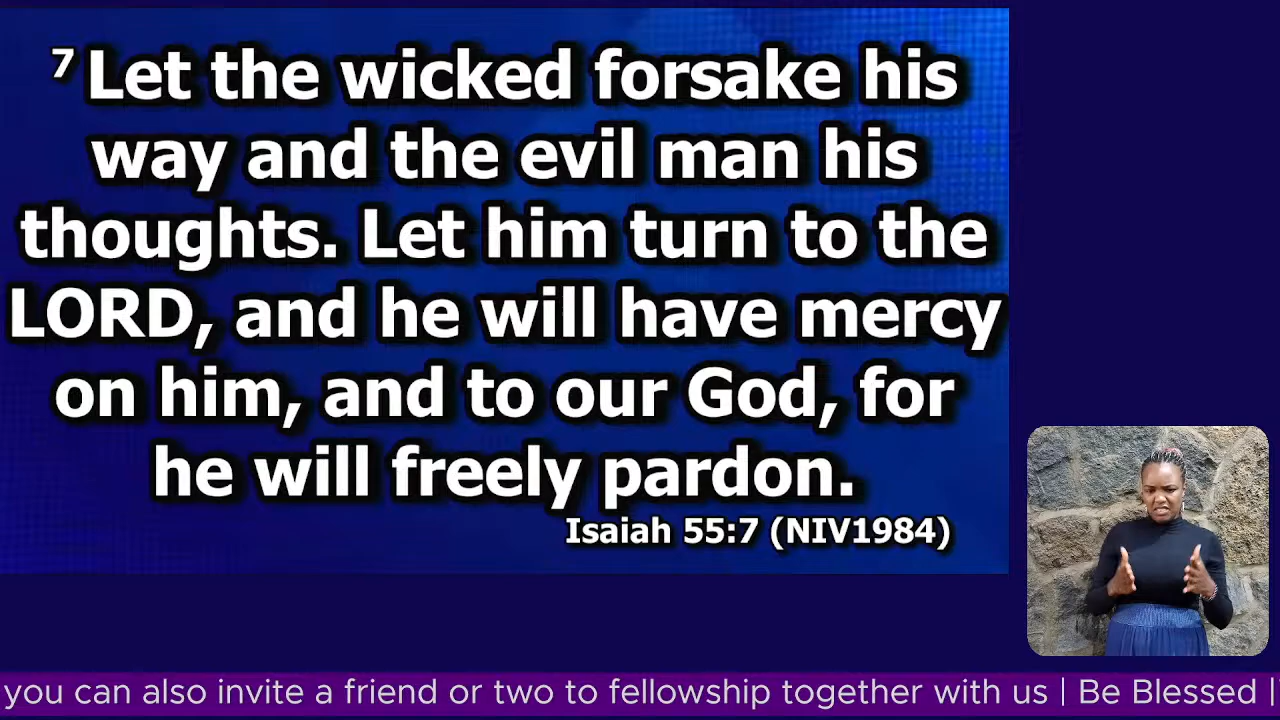 7 Let the wicked forsake his
way and the evil man his
thoughts. Let him turn to the
LORD, and he will have mercy
on him, and to our God, for
he will freely pardon.
Isaiah 55:7 (NIV1984)
you can also invite a friend or two to fellowship together with us | Be Blessed |